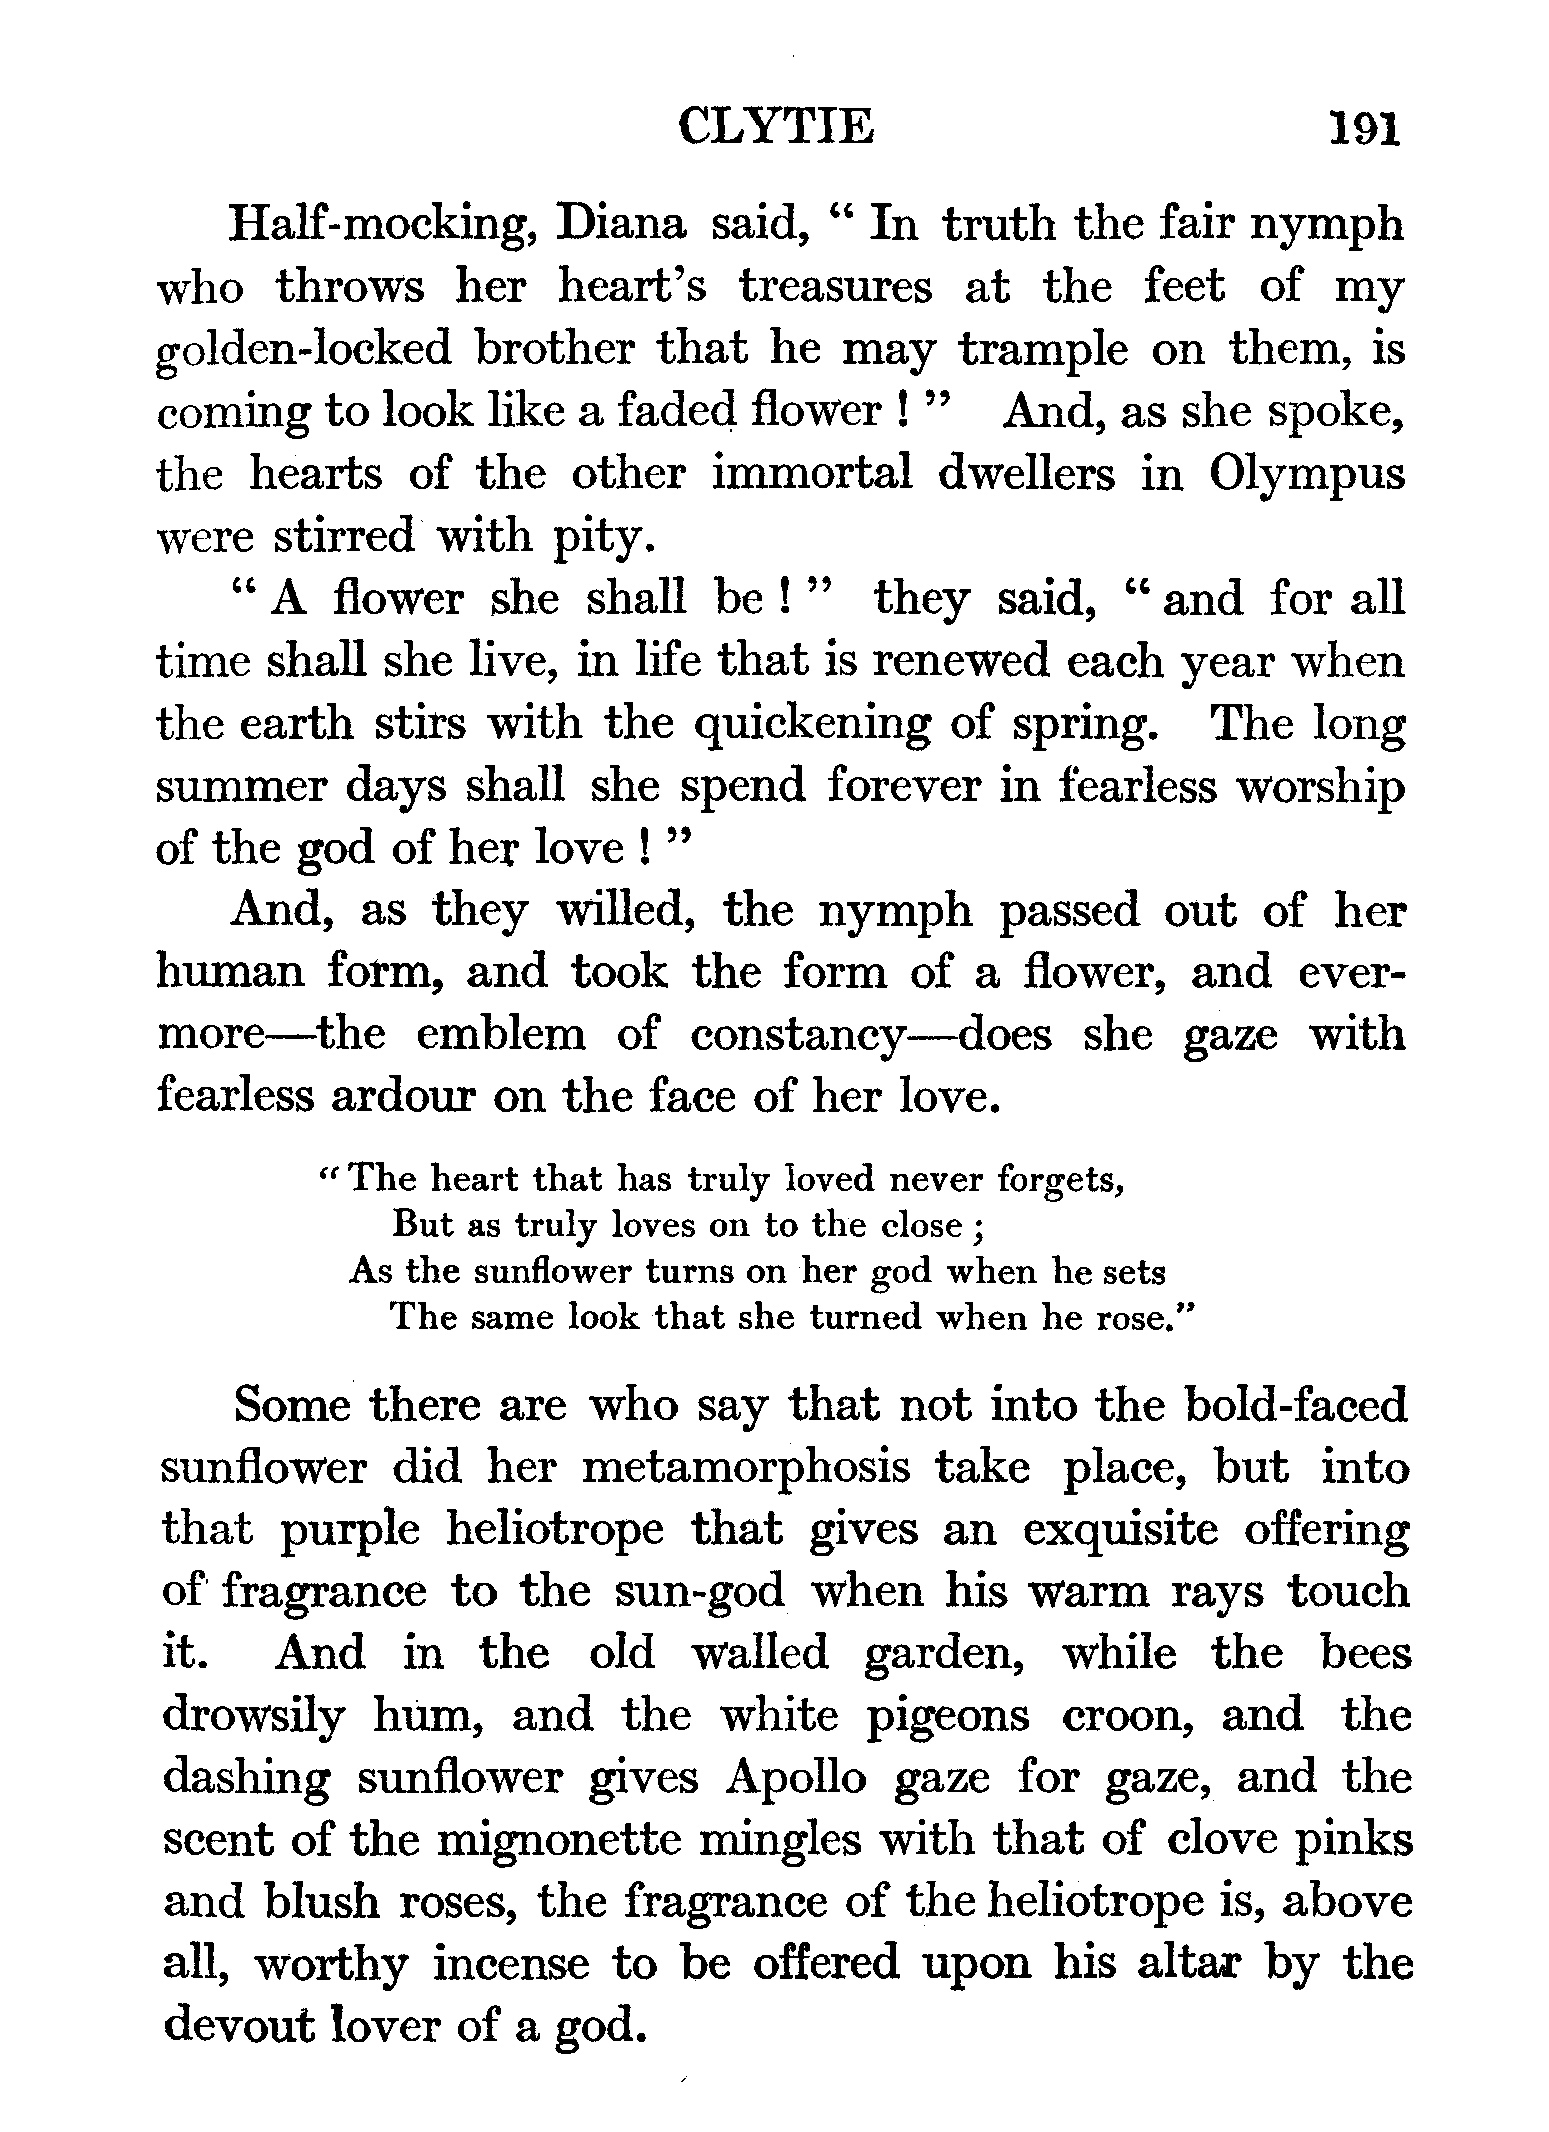 CLYTIE 191
Half-mocking, Diana said, “ In truth the fair nymph
who throws her heart’s treasures at the feet of my
golden-locked brother that he may trample on them, is
coming to look like a faded flower ! ” And, as she spoke,
the hearts of the other immortal dwellers in Olympus
were stirred with pity.
“ A flower she shall be ! ” they said, “ and for all
time shall she live, in life that is renewed each year when
the earth stirs with the quickening of spring. The long
summer days shall she spend forever in fearless worship
of the god of her love ! ”
And, as they willed, the nymph passed out of her
human form, and took the form of a flower, and ever-
more—the emblem of constancy—does she gaze with
fearless ardour on the face of her love.
“ The heart that has truly loved never forgets,
But as truly loves on to the close ;
As the sunflower turns on her god when he sets
The same look that she turned when he rose.”
Some there are who say that not into the bold-faced
sunflower did her metamorphosis take place, but into
that purple heliotrope that gives an exquisite offering
of fragrance to the sun-god when his warm rays touch
it. And in the old walled garden, while the bees
drowsily hum, and the white pigeons croon, and the
dashing sunflower gives Apollo gaze for gaze, and the
scent of the mignonette mingles with that of clove pinks
and blush roses, the fragrance of the heliotrope is, above
all, worthy incense to be offered upon his altar by the
devout lover of a god.